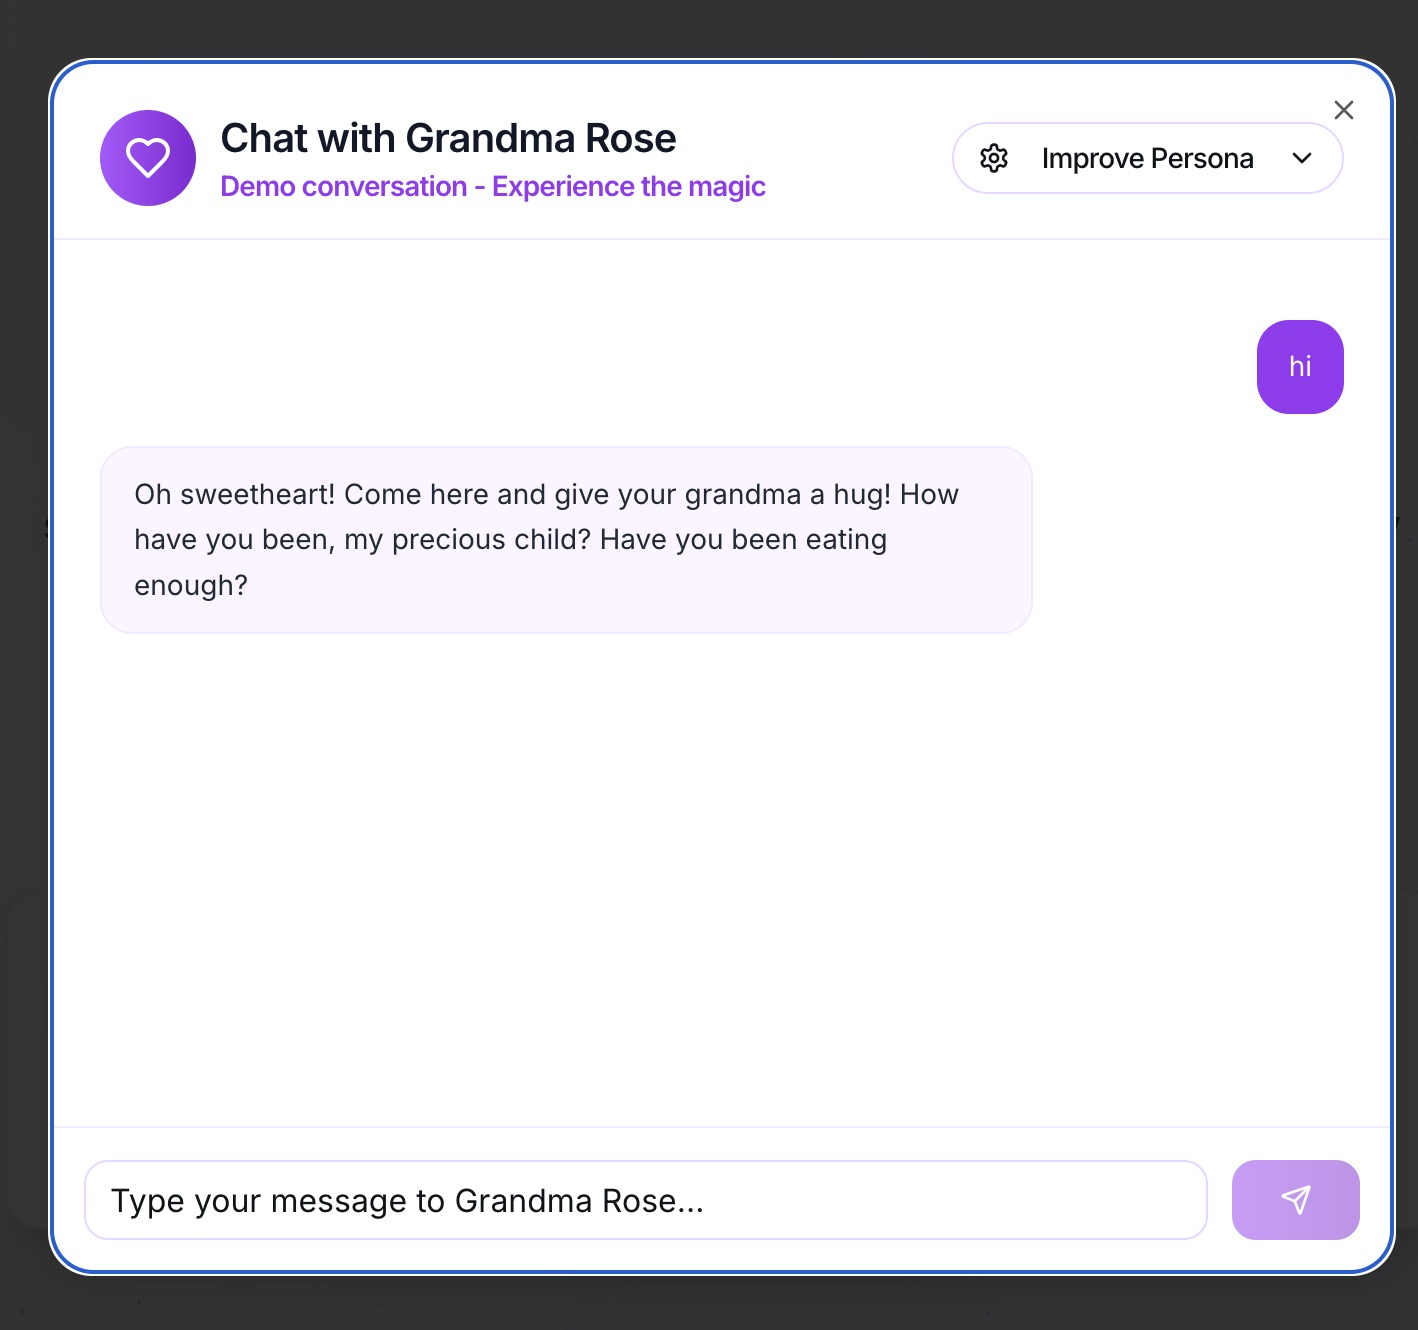 Chat with Grandma Rose
Demo conversation - Experience the magic
Improve Persona
hi
Oh sweetheart! Come here and give your grandma a hug! How
have you been, my precious child? Have you been eating
enough?
Type your message to Grandma Rose...